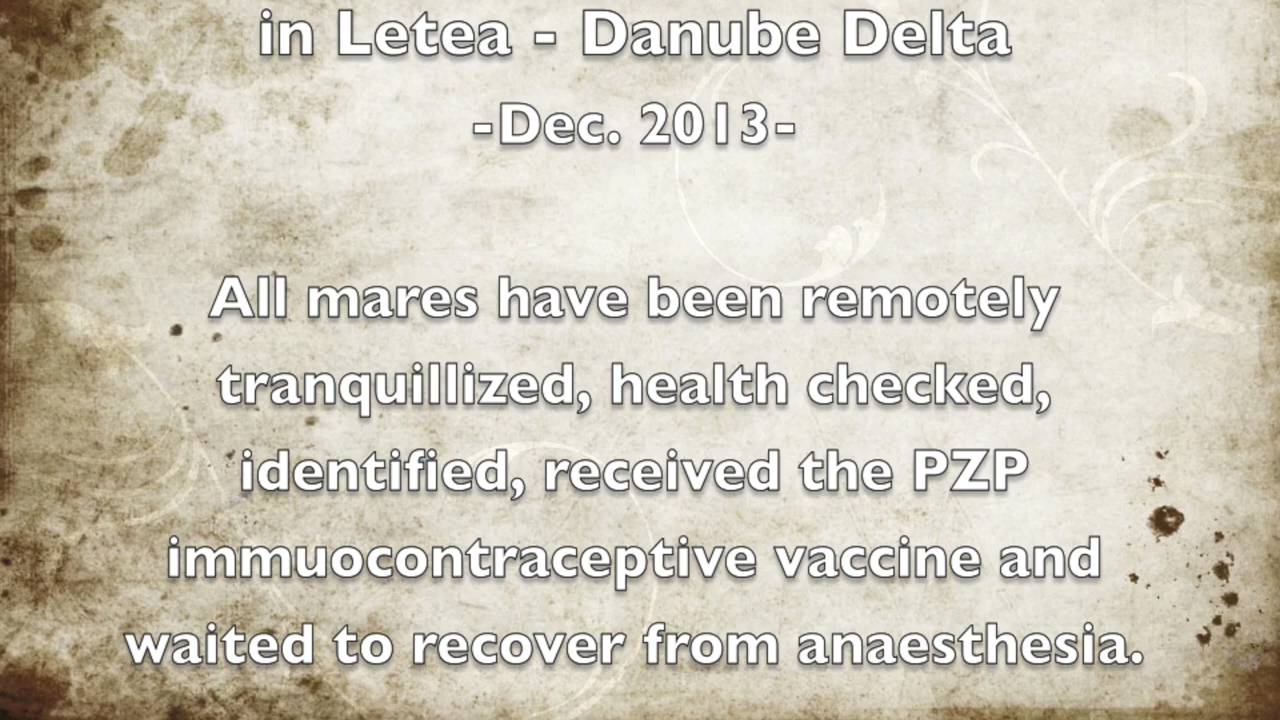 in Letea - Danube Delta
-Dec. 2013-
All mares have been remotely
tranquillized, health checked,
identified, received the PZP
immuocontraceptive vaccine and
waited to recover from anaesthesia.